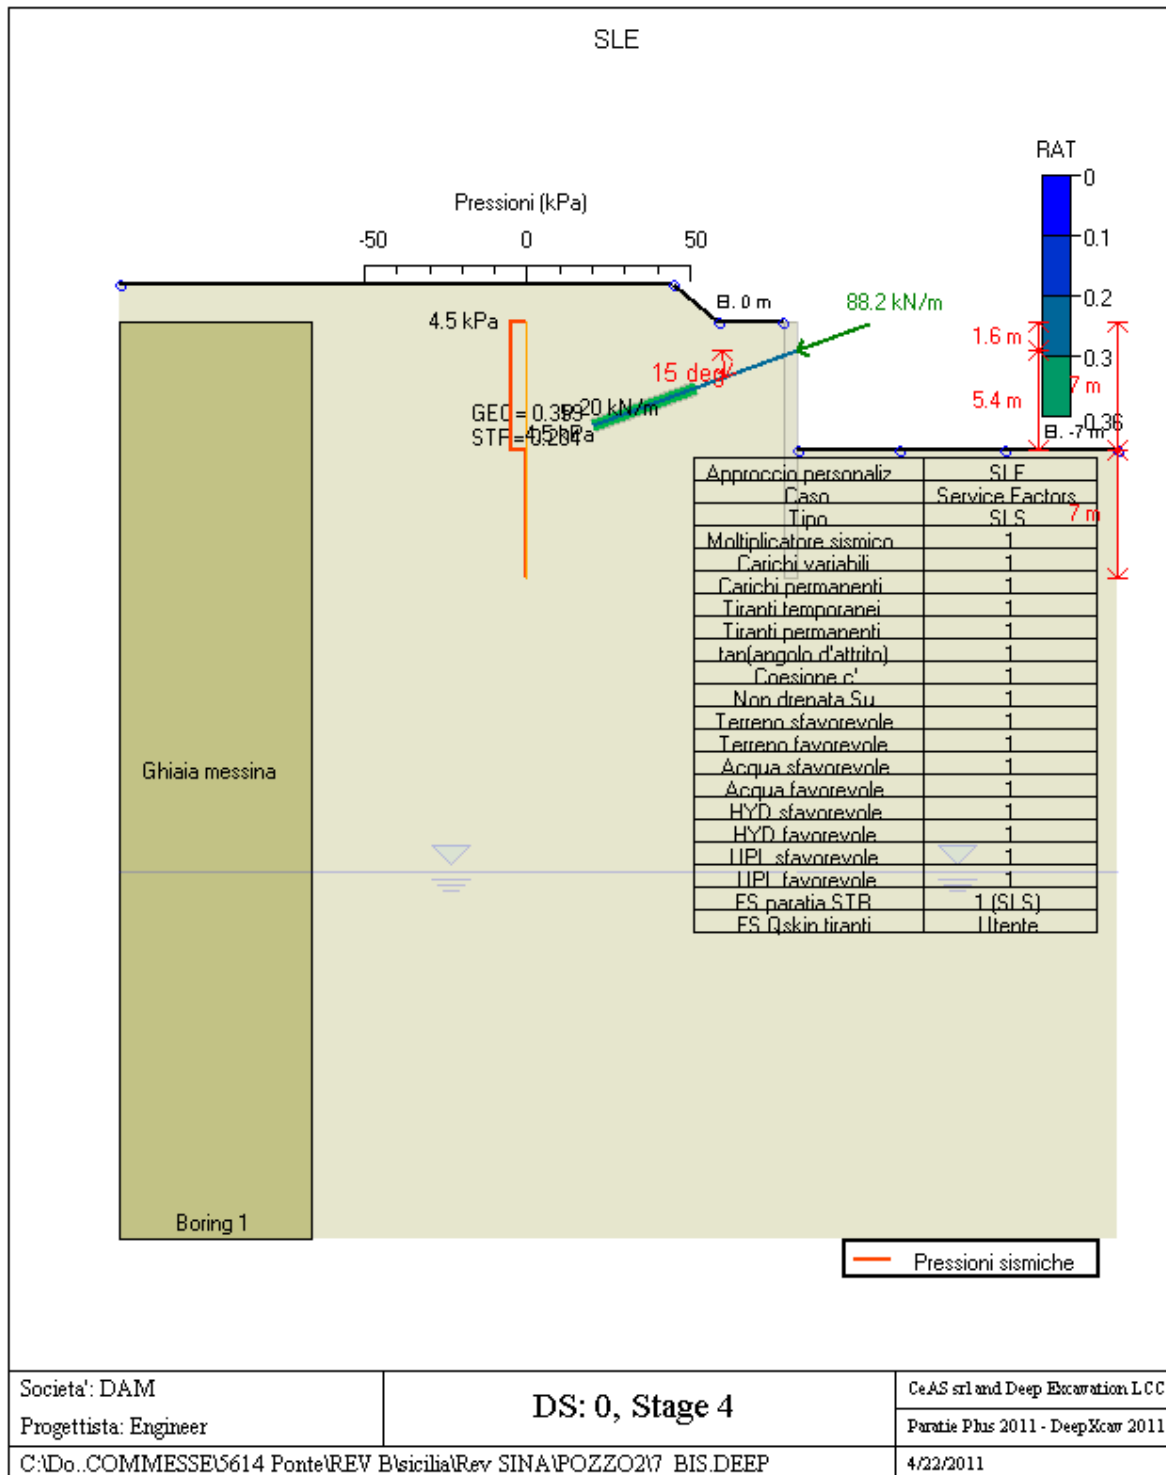 SLE
RAT
Pressioni (kPa)
-50 0 50
0
0.1
0.2
0.3
0.36
El. 0 m
88.2 kN/m
4.5 kPa
1.6 m
15 deg
7 m
5.4 m
20 kN/m
4.5 kPa
El. -7 m
7 m
Approccio personaliz. SLE
Caso Service Factors
Tipo SLS
Moltiplicatore sismico 1
Carichi variabili 1
Carichi permanenti 1
Tiranti temporanei 1
Tiranti permanenti 1
tan(angolo d'attrito) 1
Coesione c' 1
Non drenata Su 1
Terreno sfavorevole 1
Terreno favorevole 1
Acqua sfavorevole 1
Acqua favorevole 1
HYD sfavorevole 1
HYD favorevole 1
UPL sfavorevole 1
UPL favorevole 1
FS paratia STR 1 (SLS)
FS Qskin tiranti Utente
Ghiaia messina
Boring 1
Pressioni sismiche
Societa': DAM
Progettista: Engineer
DS: 0, Stage 4
CeAS srl and Deep Excavation LCC
Paratie Plus 2011 - DeepXcav 2011
C:\Do..COMMESSE\5614 Ponte\REV B\sicilia\Rev SINA\POZZO2\7_BIS.DEEP
4/22/2011